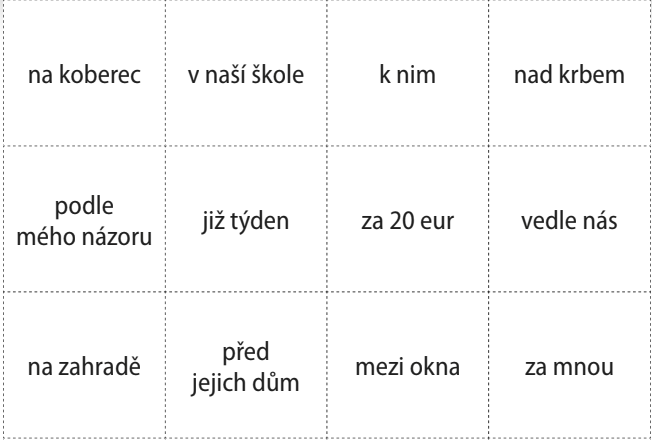 na koberec
v naší škole
k nim
nad krbem
podle
mého názoru
již týden
za 20 eur
vedle nás
na zahradě
před
jejich dům
mezi okna
za mnou